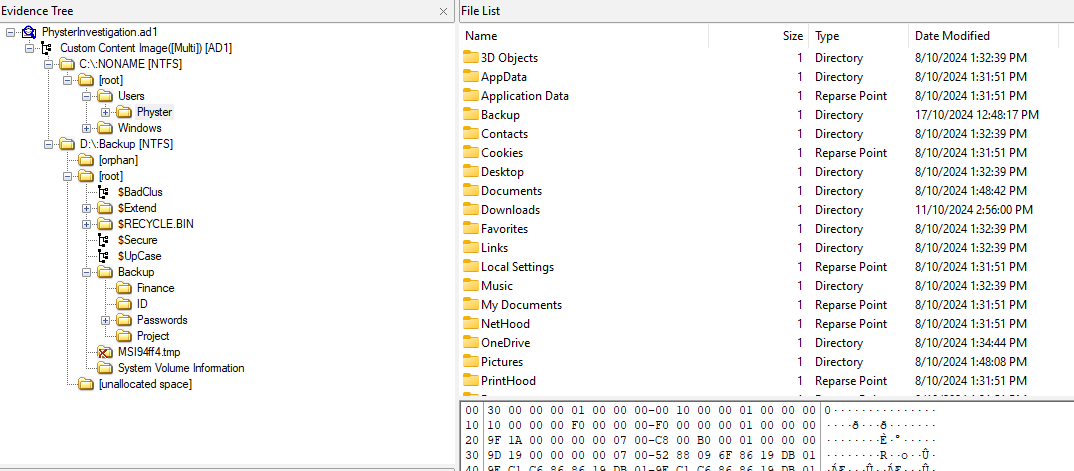 Evidence Tree
PhysterInvestigation.ad1
Custom Content Image([Multi]) [AD1]
C:\:NONAME [NTFS]
[root]
Users
Physter
Windows
D:\:Backup [NTFS]
[orphan]
[root]
$BadClus
$Extend
$RECYCLE.BIN
$Secure
$UpCase
Backup
Finance
ID
Passwords
Project
MSI94ff4.tmp
System Volume Information
[unallocated space]
File List
Name Size Type Date Modified
3D Objects 1 Directory 8/10/2024 1:32:39 PM
AppData 1 Directory 8/10/2024 1:31:51 PM
Application Data 1 Reparse Point 8/10/2024 1:31:51 PM
Backup 1 Directory 17/10/2024 12:48:17 PM
Contacts 1 Directory 8/10/2024 1:32:39 PM
Cookies 1 Reparse Point 8/10/2024 1:31:51 PM
Desktop 1 Directory 8/10/2024 1:32:39 PM
Documents 1 Directory 8/10/2024 1:48:42 PM
Downloads 1 Directory 11/10/2024 2:56:00 PM
Favorites 1 Directory 8/10/2024 1:32:39 PM
Links 1 Directory 8/10/2024 1:32:39 PM
Local Settings 1 Reparse Point 8/10/2024 1:31:51 PM
Music 1 Directory 8/10/2024 1:32:39 PM
My Documents 1 Reparse Point 8/10/2024 1:31:51 PM
NetHood 1 Reparse Point 8/10/2024 1:31:51 PM
OneDrive 1 Directory 8/10/2024 1:34:44 PM
Pictures 1 Directory 8/10/2024 1:48:08 PM
PrintHood 1 Reparse Point 8/10/2024 1:31:51 PM
00 30 00 00 00 01 00 00 00-00 10 00 00 01 00 00 00 0···············
10 10 00 00 00 F0 00 00 00-F0 00 00 00 01 00 00 00 ····ð···ð·······
20 9F 1A 00 00 00 00 07 00-C8 00 B0 00 01 00 00 00 ········È·°·····
30 9D 19 00 00 00 00 07 00-52 88 09 6F 86 19 DB 01 ········R··o··Û·